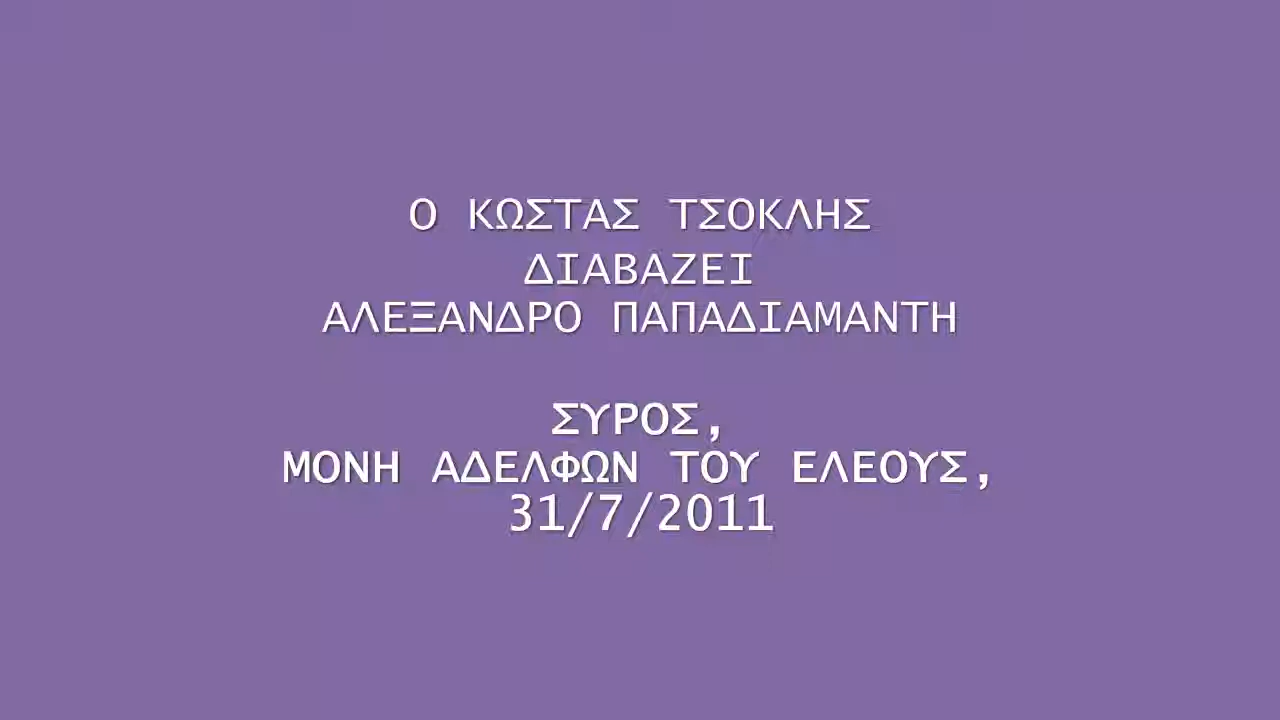 Ο ΚΩΣΤΑΣ ΤΣΟΚΛΗΣ
ΔΙΑΒΑΖΕΙ
ΑΛΕΞΑΝΔΡΟ ΠΑΠΑΔΙΑΜΑΝΤΗ
ΣΥΡΟΣ,
ΜΟΝΗ ΑΔΕΛΦΩΝ ΤΟΥ ΕΛΕΟΥΣ,
31/7/2011